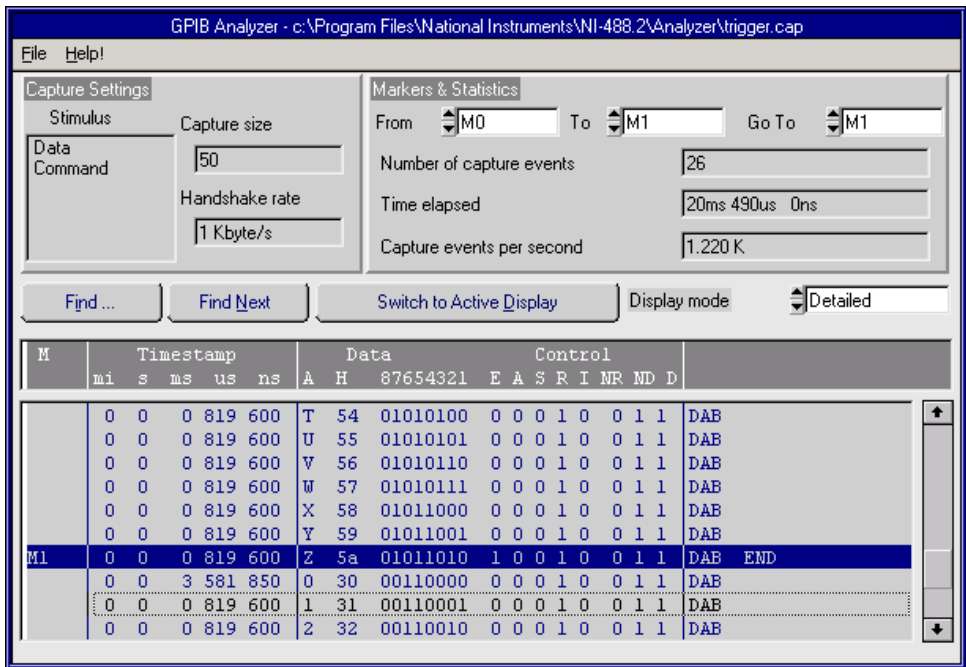 GPIB Analyzer - c:\Program Files\National Instruments\NI-488.2\Analyzer\trigger.cap
File Help!
Capture Settings
Stimulus
Data
Command
Capture size
50
Handshake rate
1 Kbyte/s
Markers & Statistics
From M0 To M1 Go To M1
Number of capture events 26
Time elapsed 20ms 490us 0ns
Capture events per second 1.220 K
Find ... Find Next Switch to Active Display Display mode Detailed
M Timestamp Data Control
mi s ms us ns A H 87654321 E A S R I NR ND D
0 0 0 819 600 T 54 01010100 0 0 0 1 0 0 1 1 DAB
0 0 0 819 600 U 55 01010101 0 0 0 1 0 0 1 1 DAB
0 0 0 819 600 V 56 01010110 0 0 0 1 0 0 1 1 DAB
0 0 0 819 600 W 57 01010111 0 0 0 1 0 0 1 1 DAB
0 0 0 819 600 X 58 01011000 0 0 0 1 0 0 1 1 DAB
0 0 0 819 600 Y 59 01011001 0 0 0 1 0 0 1 1 DAB
M1 0 0 0 819 600 Z 5a 01011010 1 0 0 1 0 0 1 1 DAB END
0 0 3 581 850 0 30 00110000 0 0 0 1 0 0 1 1 DAB
0 0 0 819 600 1 31 00110001 0 0 0 1 0 0 1 1 DAB
0 0 0 819 600 2 32 00110010 0 0 0 1 0 0 1 1 DAB